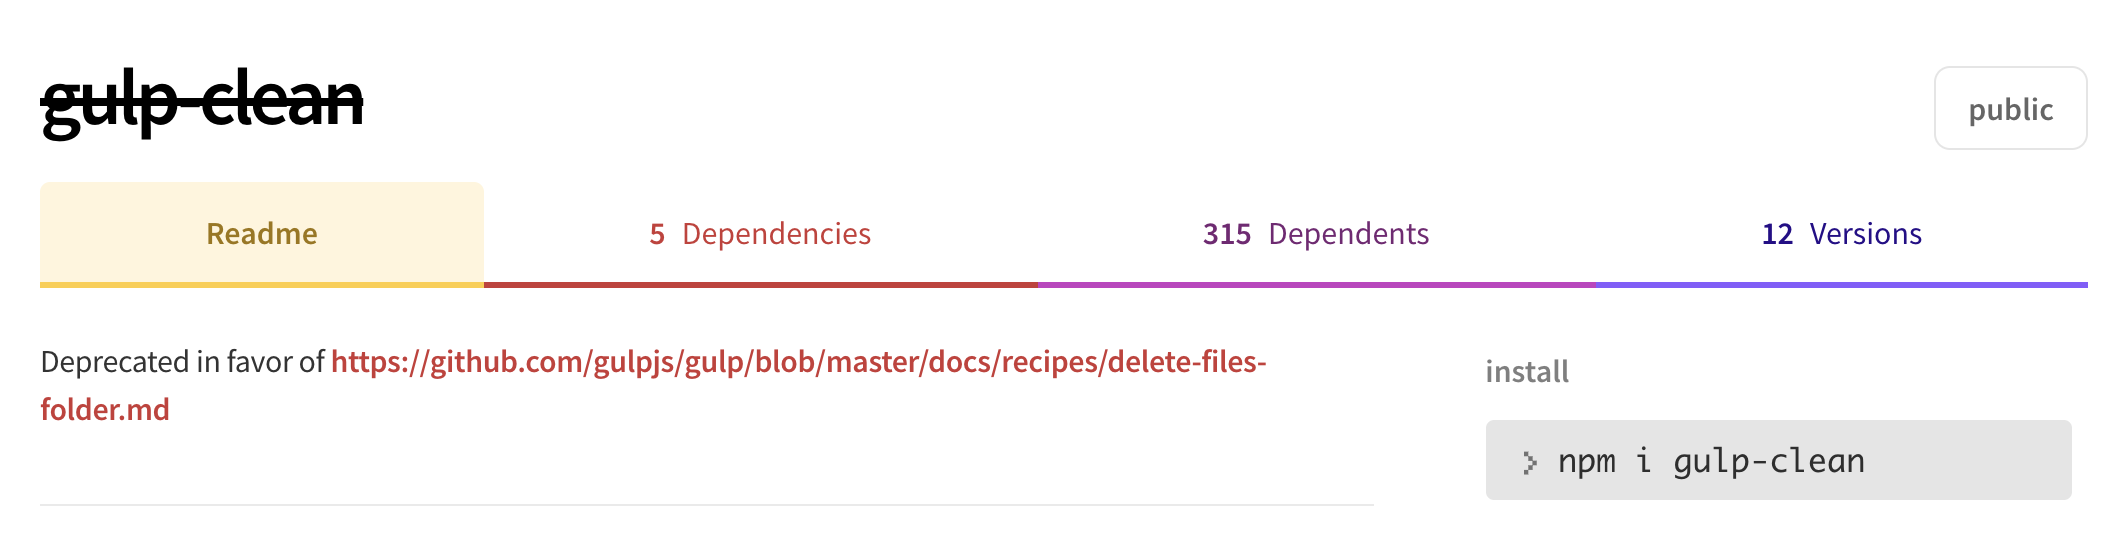 gulp-clean
public
Readme
5 Dependencies
315 Dependents
12 Versions
Deprecated in favor of https://github.com/gulpjs/gulp/blob/master/docs/recipes/delete-files-
folder.md
install
› npm i gulp-clean